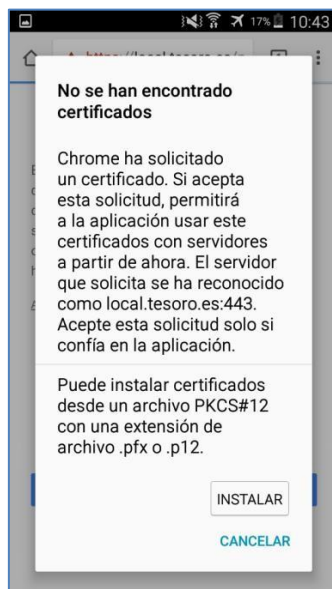 17% 10:43
No se han encontrado
certificados
Chrome ha solicitado
un certificado. Si acepta
esta solicitud, permitirá
a la aplicación usar este
certificados con servidores
a partir de ahora. El servidor
que solicita se ha reconocido
como local.tesoro.es:443.
Acepte esta solicitud solo si
confía en la aplicación.
Puede instalar certificados
desde un archivo PKCS#12
con una extensión de
archivo .pfx o .p12.
INSTALAR
CANCELAR